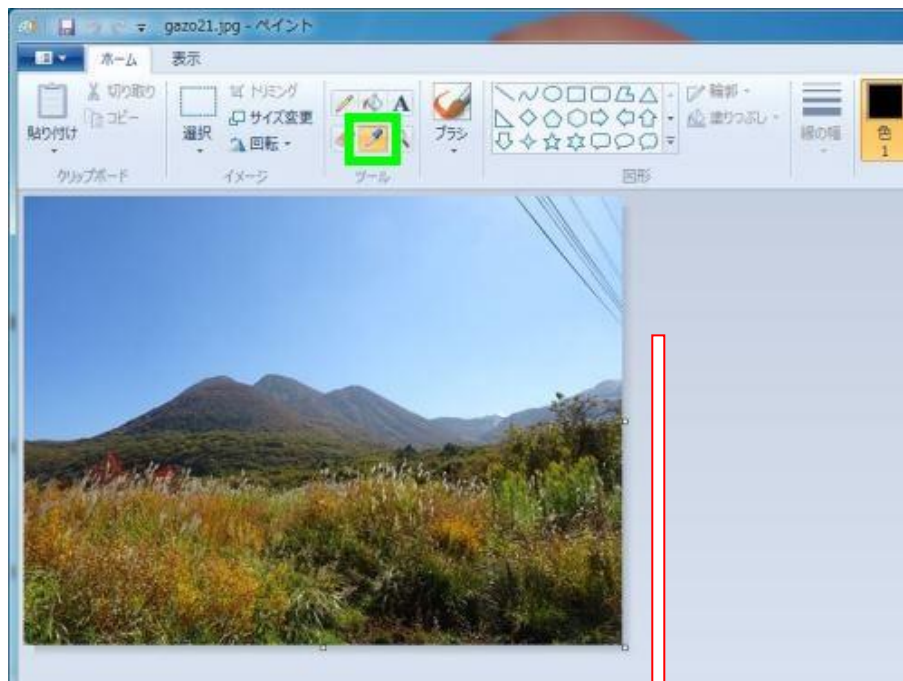 gazo21.jpg - ペイント
ホーム 表示
貼り付け
切り取り
コピー
クリップボード
選択
トリミング
サイズ変更
回転
イメージ
A
ツール
ブラシ
輪郭
塗りつぶし
図形
線の幅
色
1